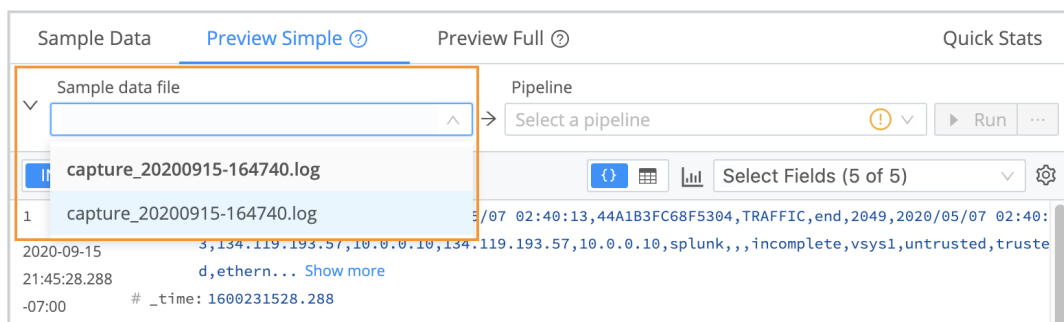 Sample Data Preview Simple Preview Full Quick Stats
Sample data file Pipeline
Select a pipeline Run ...
capture_20200915-164740.log
{} Select Fields (5 of 5)
capture_20200915-164740.log
1 5/07 02:40:13,44A1B3FC68F5304,TRAFFIC,end,2049,2020/05/07 02:40:
2020-09-15 3,134.119.193.57,10.0.0.10,134.119.193.57,10.0.0.10,splunk,,,incomplete,vsys1,untrusted,truste
21:45:28.288 d,ethern... Show more
-07:00 # _time: 1600231528.288